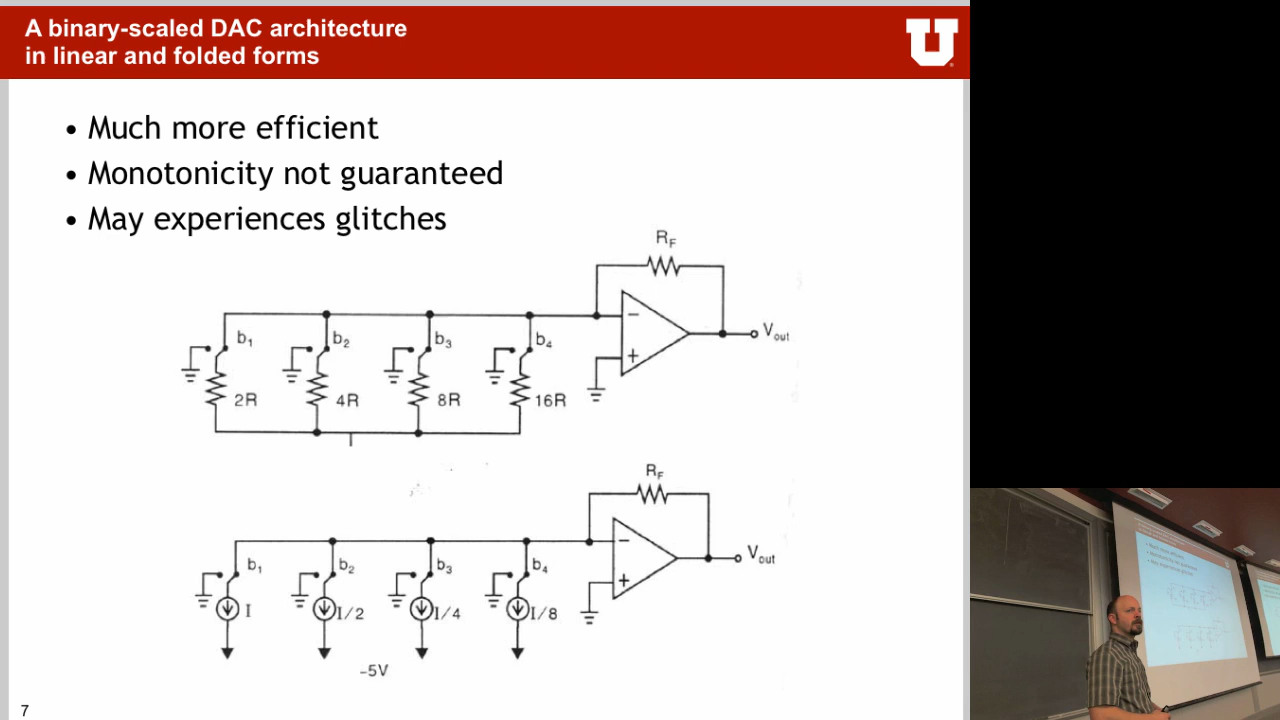 A binary-scaled DAC architecture
in linear and folded forms
U
• Much more efficient
• Monotonicity not guaranteed
• May experiences glitches
RF
b1 b2 b3 b4 − Vout
+
2R 4R 8R 16R
RF
b1 b2 b3 b4 − Vout
+
I I/2 I/4 I/8
-5V
7